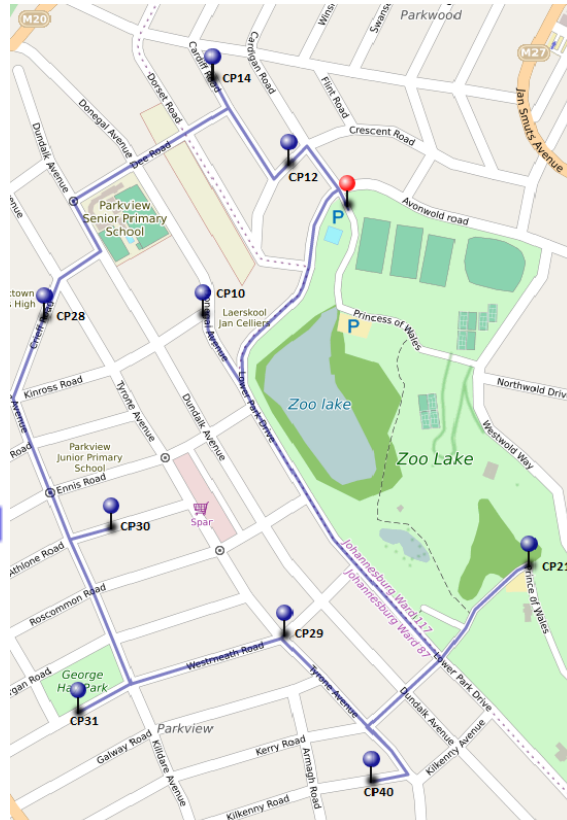 M20
Parkwood
M27
CP14
Cardiff Road
Cardigan Road
Dorset Road
Flint Road
Jan Smuts Avenue
Donegal Avenue
Crescent Road
Dundalk Avenue
Dee Road
CP12
Avonwold road
P
Parkview
Senior Primary
School
CP10
CP28
Laerskool
Jan Celliers
Princess of Wales
P
Kinross Road
Lower Park Drive
Northwold Drive
Tyrone Avenue
Dundalk Avenue
Zoo lake
Westwold Way
Parkview
Junior Primary
School
Zoo Lake
Ennis Road
Spar
CP30
Athlone Road
Johannesburg Ward 117
Johannesburg Ward 87
CP21
Prince of Wales
Roscommon Road
CP29
Westmeath Road
Lower Park Drive
George
Tyrone Avenue
CP31
Dundalk Avenue
Parkview
Galway Road
Kerry Road
Kilkenny Avenue
Killdare Avenue
Armagh Road
CP40
Kilkenny Road